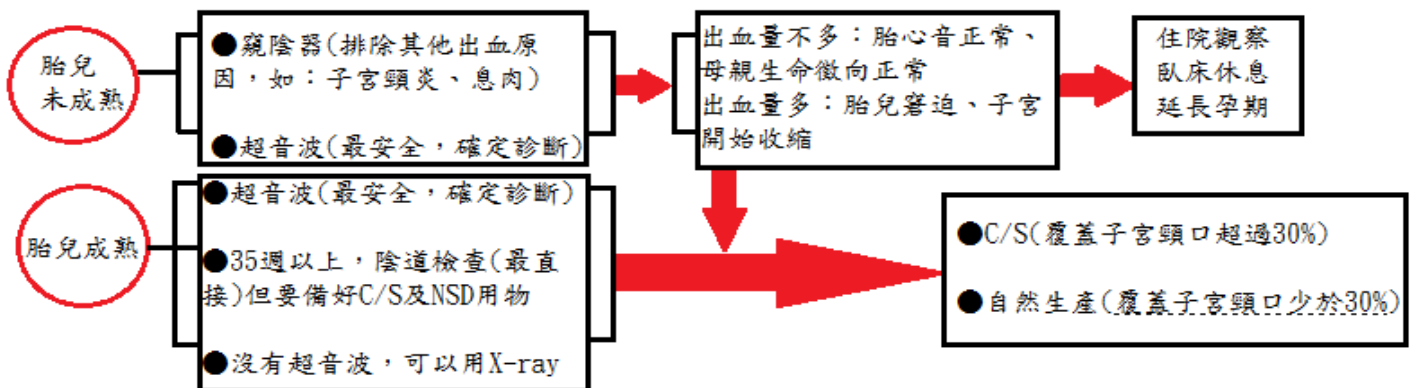 胎兒
未成熟
●窺陰器(排除其他出血原
因，如：子宮頸炎、息肉)
●超音波(最安全，確定診斷)
出血量不多：胎心音正常、
母親生命徵向正常
出血量多：胎兒窘迫、子宮
開始收縮
住院觀察
臥床休息
延長孕期
胎兒成熟
●超音波(最安全，確定診斷)
●35週以上，陰道檢查(最直
接)但要備好C/S及NSD用物
●沒有超音波，可以用X-ray
●C/S(覆蓋子宮頸口超過30%)
●自然生產(覆蓋子宮頸口少於30%)